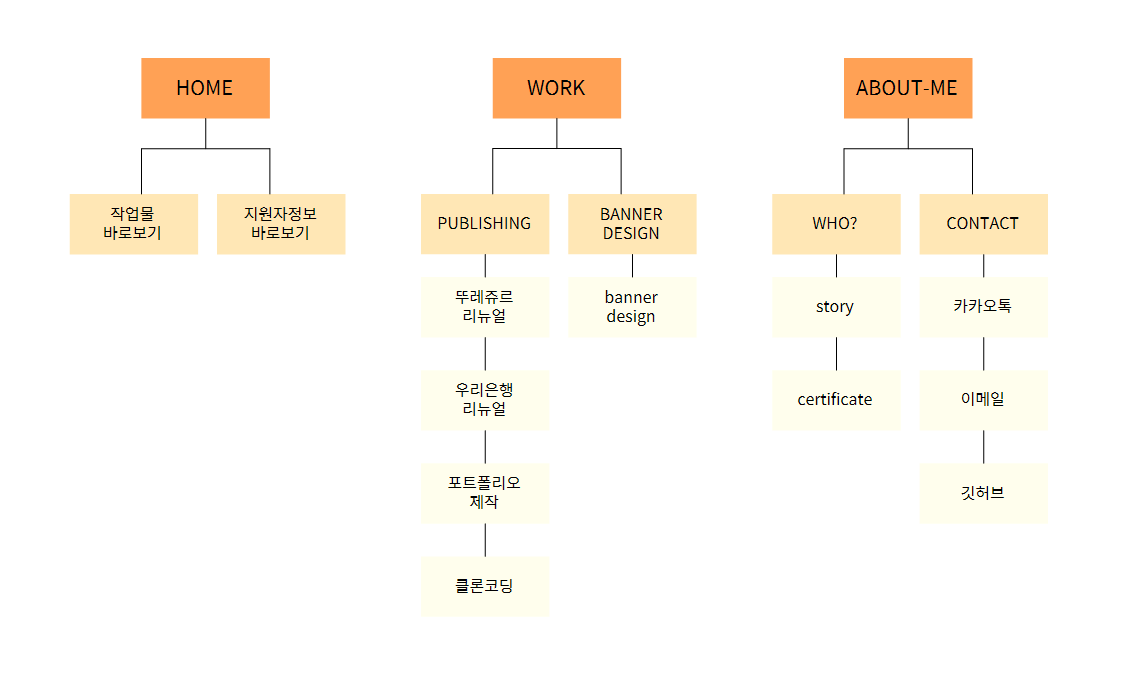 HOME
작업물
바로보기
지원자정보
바로보기
WORK
PUBLISHING
뚜레쥬르
리뉴얼
우리은행
리뉴얼
포트폴리오
제작
클론코딩
BANNER
DESIGN
banner
design
ABOUT-ME
WHO?
story
certificate
CONTACT
카카오톡
이메일
깃허브